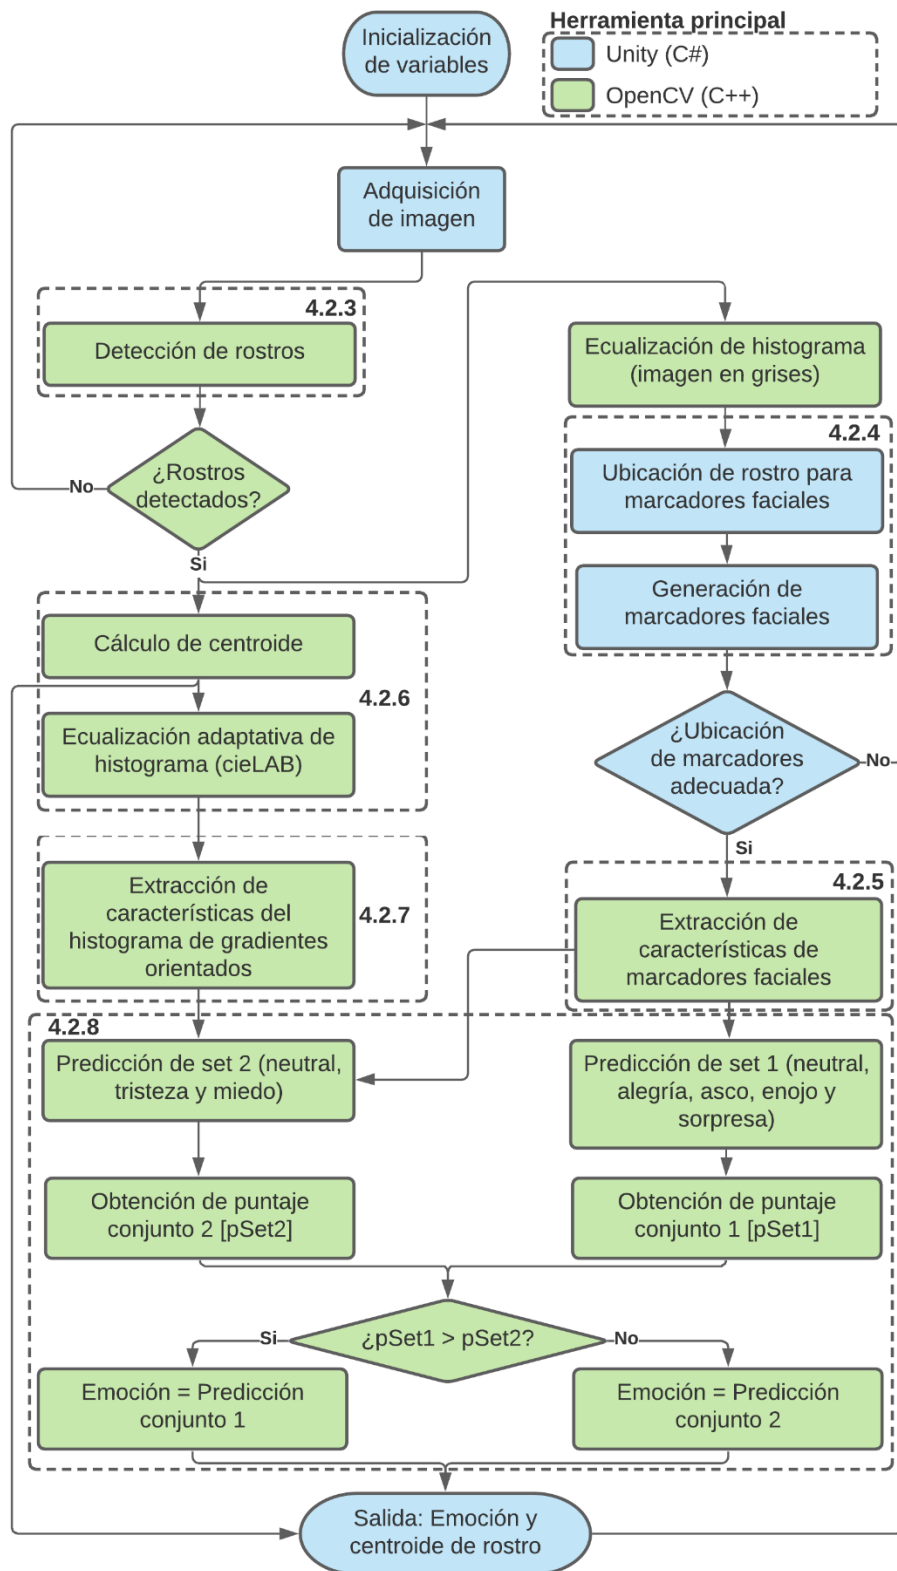 Inicialización
de variables
Herramienta principal
Unity (C#)
OpenCV (C++)
Adquisición
de imagen
4.2.3
Detección de rostros
¿Rostros
detectados?
No
Si
Ecualización de histograma
(imagen en grises)
4.2.4
Ubicación de rostro para
marcadores faciales
Generación de
marcadores faciales
Cálculo de centroide
4.2.6
Ecualización adaptativa de
histograma (cieLAB)
¿Ubicación
de marcadores
adecuada?
No
Si
Extracción de
características del
histograma de gradientes
orientados
4.2.7
4.2.5
Extracción de
características de
marcadores faciales
4.2.8
Predicción de set 2 (neutral,
tristeza y miedo)
Predicción de set 1 (neutral,
alegría, asco, enojo y
sorpresa)
Obtención de puntaje
conjunto 2 [pSet2]
Obtención de puntaje
conjunto 1 [pSet1]
¿pSet1 > pSet2?
Si
No
Emoción = Predicción
conjunto 1
Emoción = Predicción
conjunto 2
Salida: Emoción y
centroide de rostro